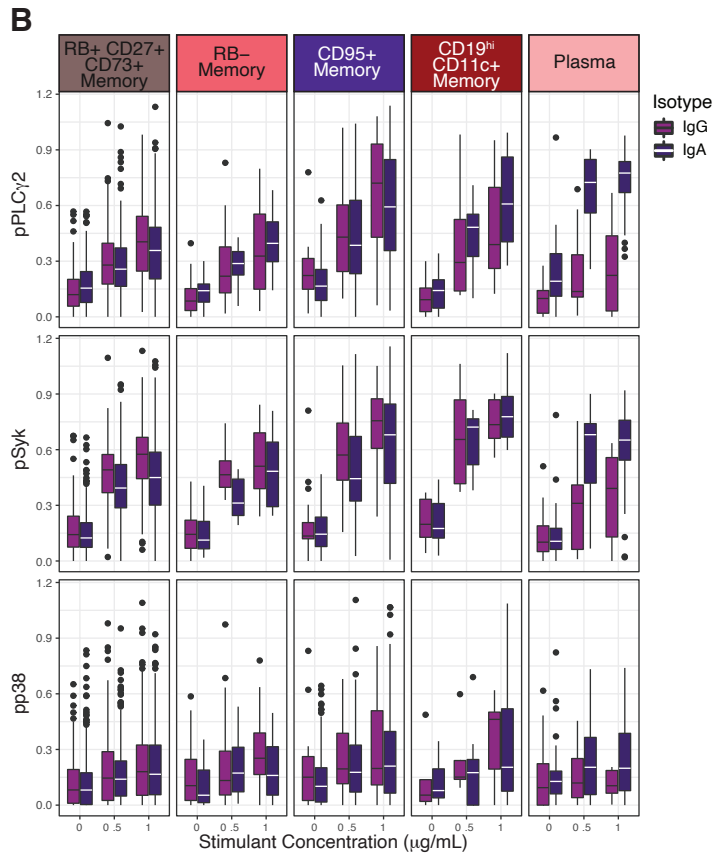 B
RB+ CD27+
CD73+
Memory
RB−
Memory
CD95+
Memory
CD19hi
CD11c+
Memory
Plasma
Isotype
IgG
IgA
pPLCγ2
1.2
0.9
0.6
0.3
0.0
pSyk
1.2
0.9
0.6
0.3
0.0
pp38
0.9
0.6
0.3
0.0
0 0.5 1
0 0.5 1
0 0.5 1
0 0.5 1
0 0.5 1
Stimulant Concentration (μg/mL)